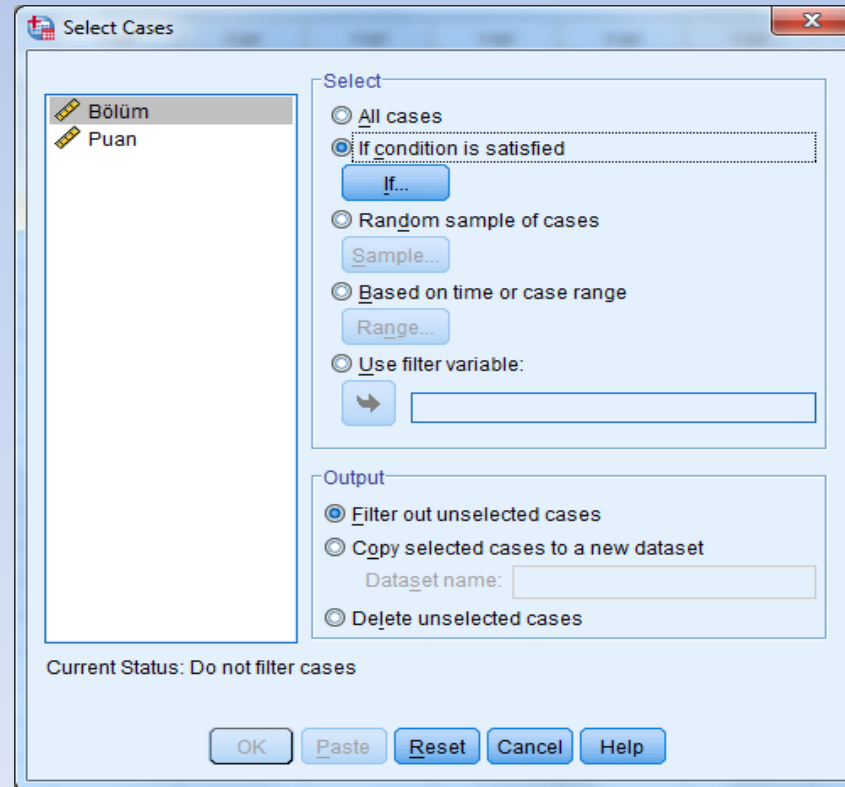 Select Cases
Bölüm
Puan
Select
All cases
If condition is satisfied
If...
Random sample of cases
Sample...
Based on time or case range
Range...
Use filter variable:
Output
Filter out unselected cases
Copy selected cases to a new dataset
Dataset name:
Delete unselected cases
Current Status: Do not filter cases
OK Paste Reset Cancel Help